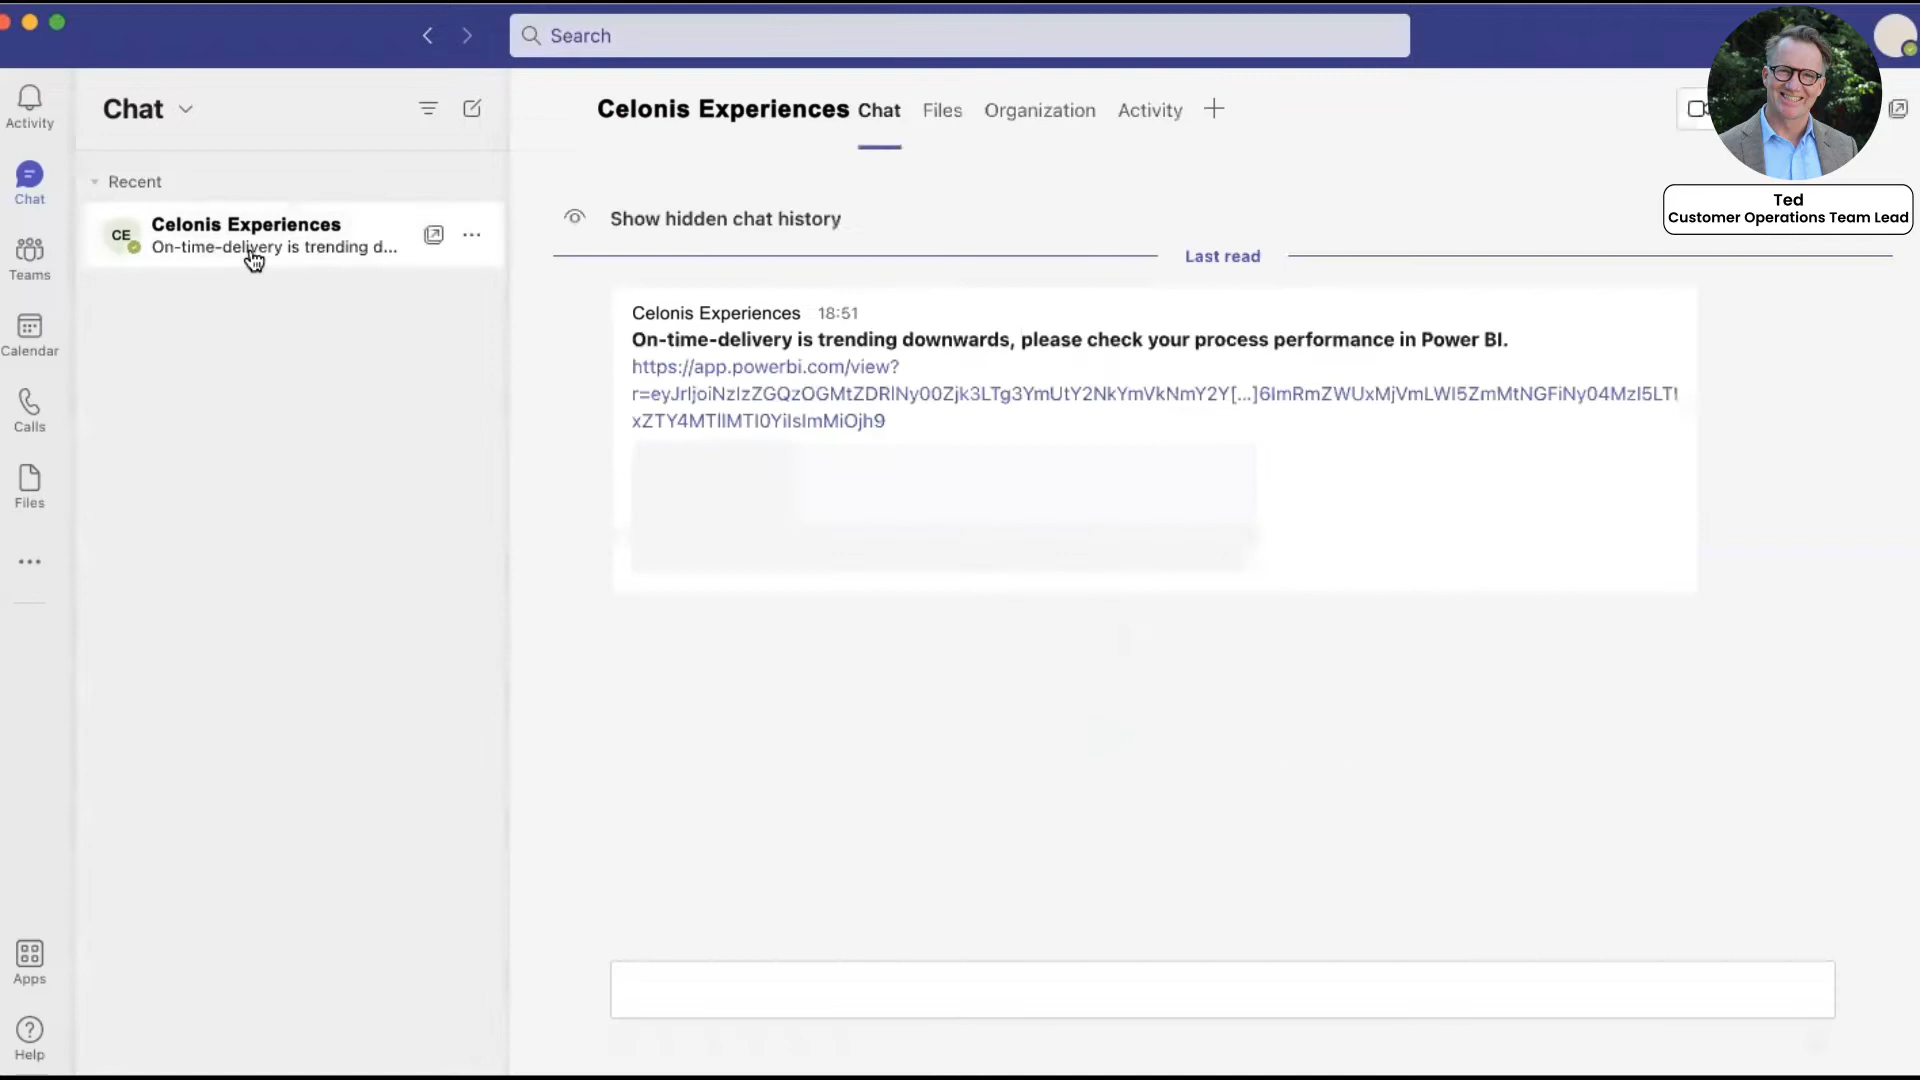 Search
Ted
Customer Operations Team Lead
Activity
Chat
Teams
Calendar
Calls
Files
Apps
Help
Chat
Recent
CE
Celonis Experiences
On-time-delivery is trending d...
Celonis Experiences Chat Files Organization Activity
Show hidden chat history
Last read
Celonis Experiences 18:51
On-time-delivery is trending downwards, please check your process performance in Power BI.
https://app.powerbi.com/view?